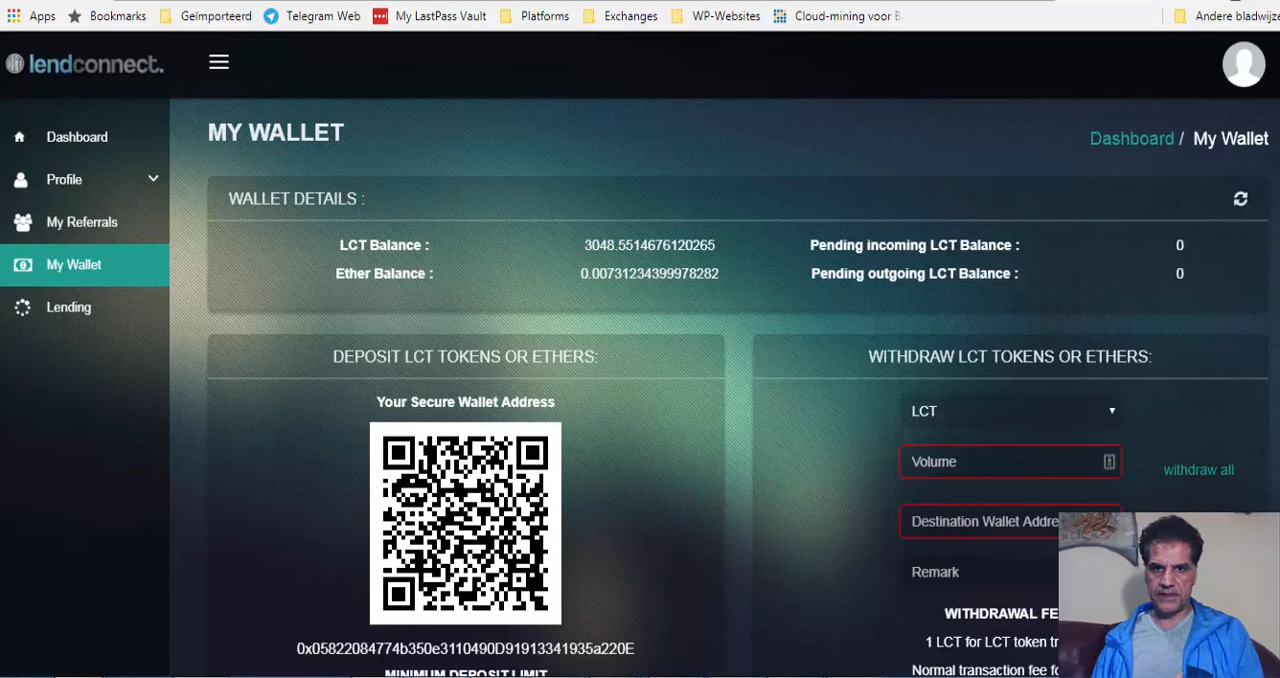 Apps Bookmarks Geïmporteerd Telegram Web My LastPass Vault Platforms Exchanges WP-Websites Cloud-mining voor B Andere bladwijze
lendconnect.
Dashboard
Profile
My Referrals
My Wallet
Lending
MY WALLET
Dashboard / My Wallet
WALLET DETAILS :
LCT Balance : 3048.5514676120265 Pending incoming LCT Balance : 0
Ether Balance : 0.00731234399978282 Pending outgoing LCT Balance : 0
DEPOSIT LCT TOKENS OR ETHERS:
Your Secure Wallet Address
0x05822084774b350e3110490D91913341935a220E
MINIMUM DEPOSIT LIMIT
WITHDRAW LCT TOKENS OR ETHERS:
LCT
Volume
withdraw all
Destination Wallet Addre
Remark
WITHDRAWAL FE
1 LCT for LCT token tr
Normal transaction fee fo